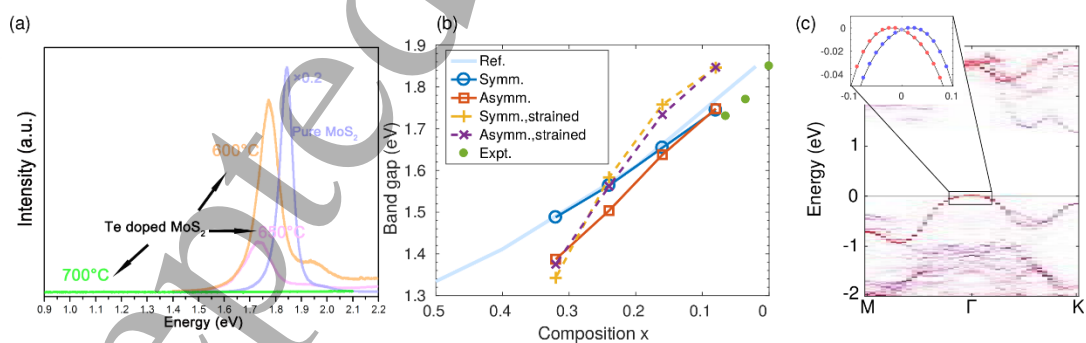 (a)
Intensity (a.u.)
×0.2
Pure MoS₂
600°C
Te doped MoS₂
650°C
700°C
0.9 1.0 1.1 1.2 1.3 1.4 1.5 1.6 1.7 1.8 1.9 2.0 2.1 2.2
Energy (eV)
(b)
Band gap (eV)
1.9
1.8
1.7
1.6
1.5
1.4
1.3
Ref.
Symm.
Asymm.
Symm.,strained
Asymm.,strained
Expt.
0.5 0.4 0.3 0.2 0.1 0
Composition x
(c)
0
-0.02
-0.04
-0.1 0 0.1
Energy (eV)
1
0
-1
-2
M Γ K